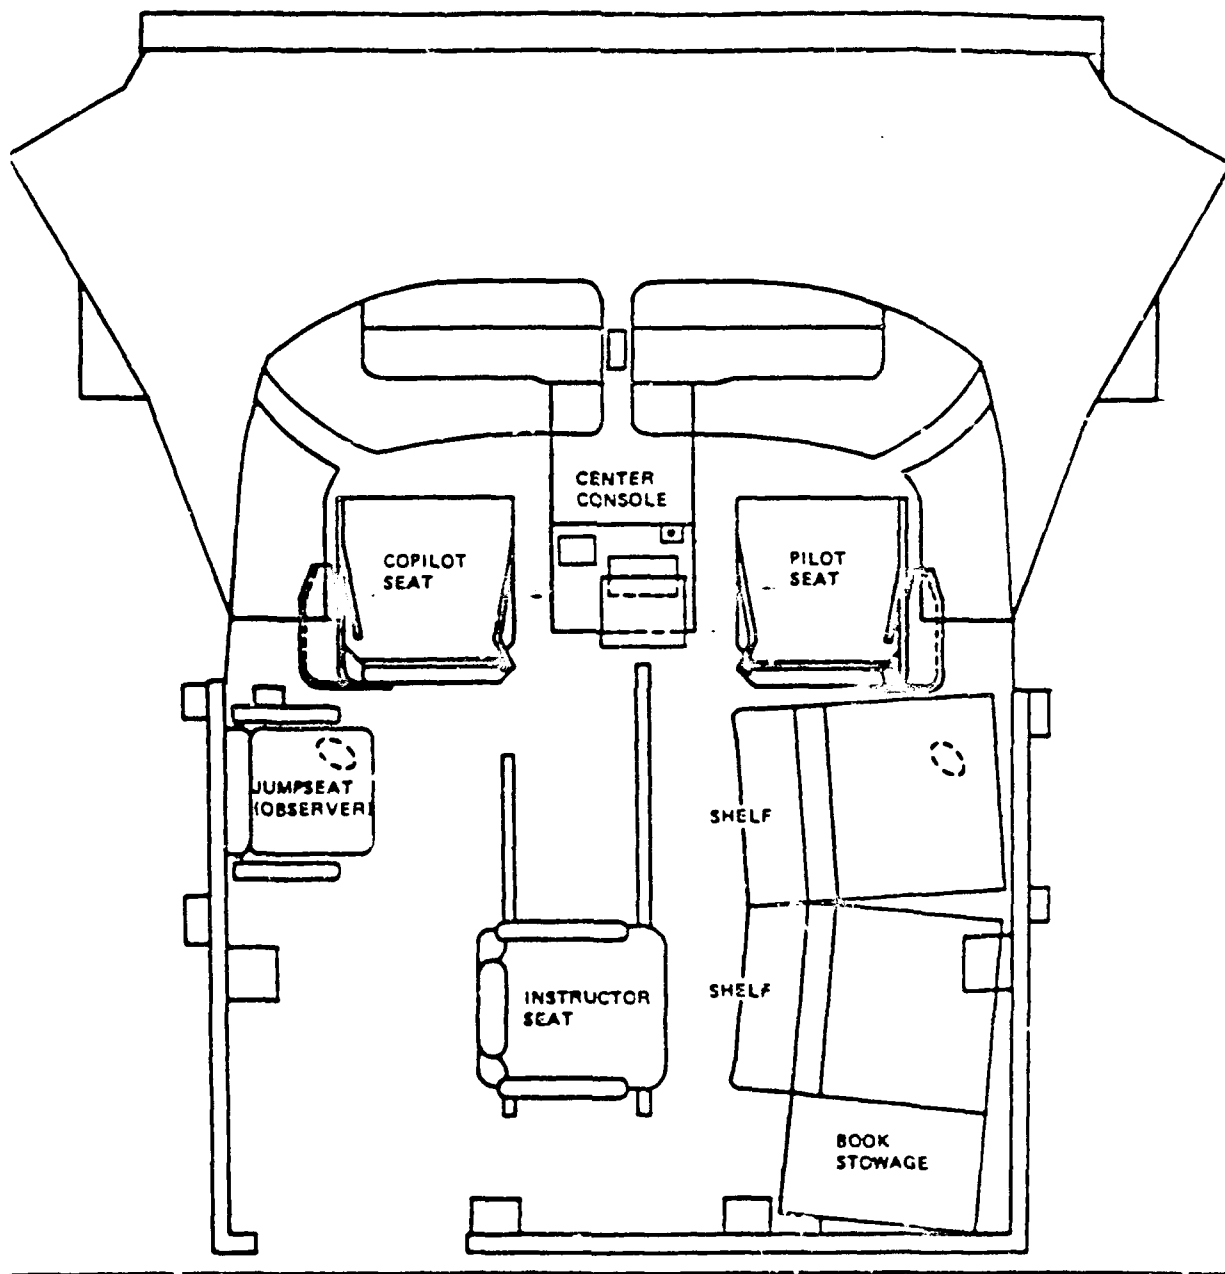 CENTER
CONSOLE
COPILOT
SEAT
PILOT
SEAT
JUMPSEAT
(OBSERVER)
SHELF
SHELF
INSTRUCTOR
SEAT
BOOK
STOWAGE